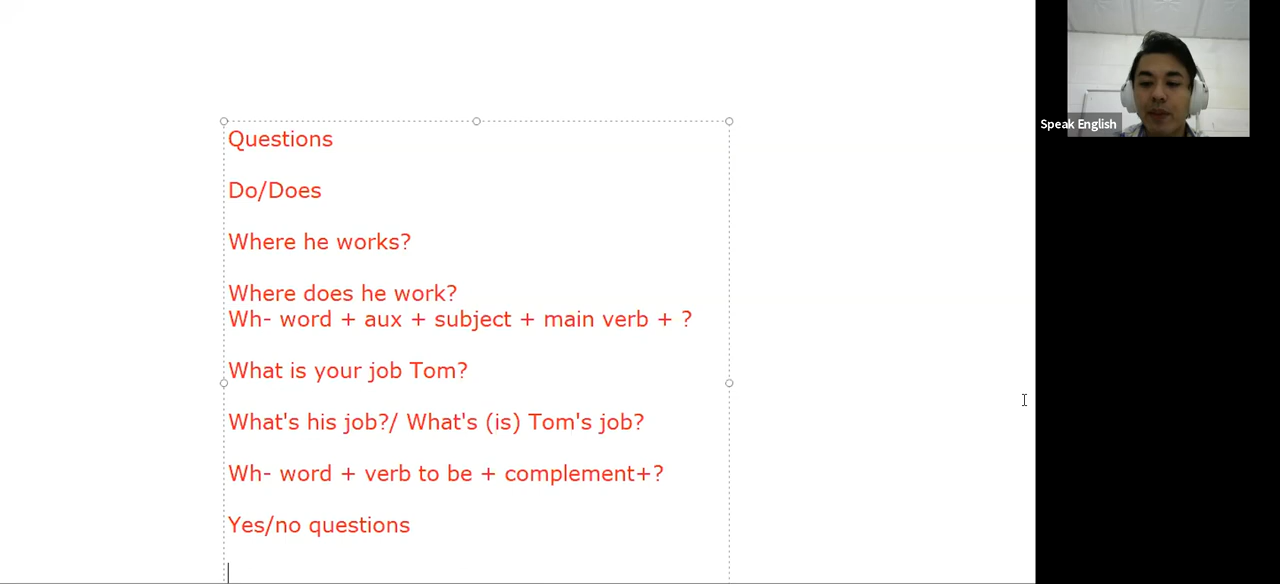 Questions
Do/Does
Where he works?
Where does he work?
Wh- word + aux + subject + main verb + ?
What is your job Tom?
What's his job?/ What's (is) Tom's job?
Wh- word + verb to be + complement+?
Yes/no questions
Speak English